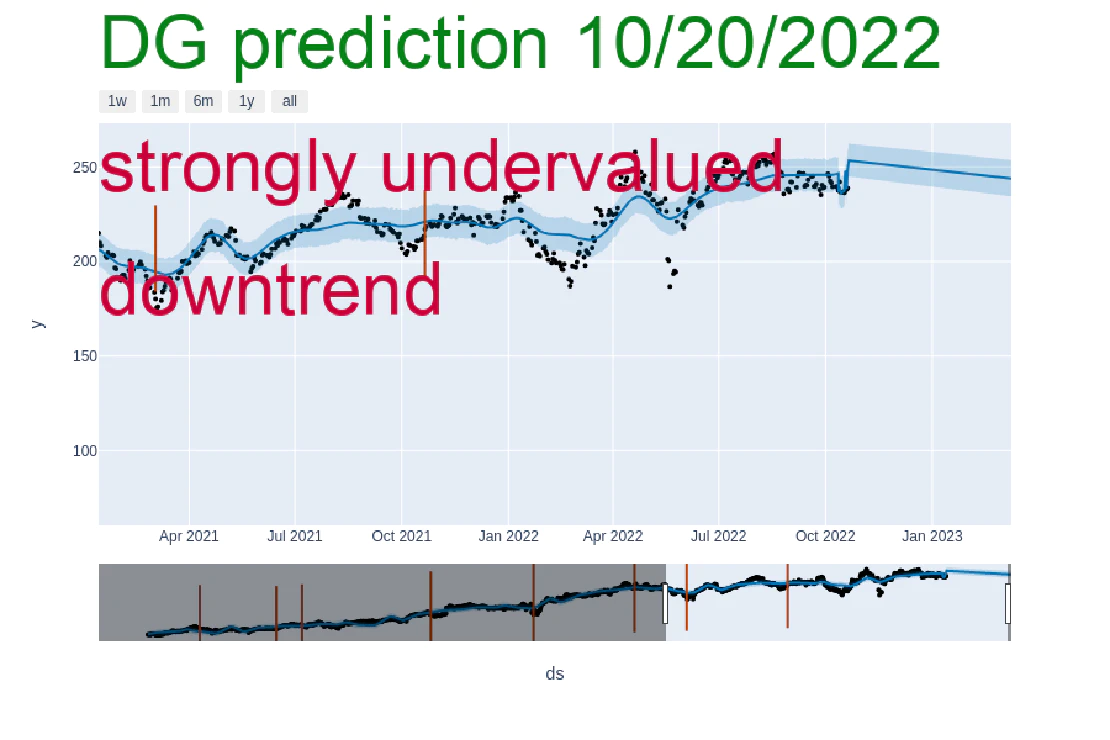 DG prediction 10/20/2022
1w 1m 6m 1y all
strongly undervalued
downtrend
250
200
150
100
y
Apr 2021 Jul 2021 Oct 2021 Jan 2022 Apr 2022 Jul 2022 Oct 2022 Jan 2023
ds